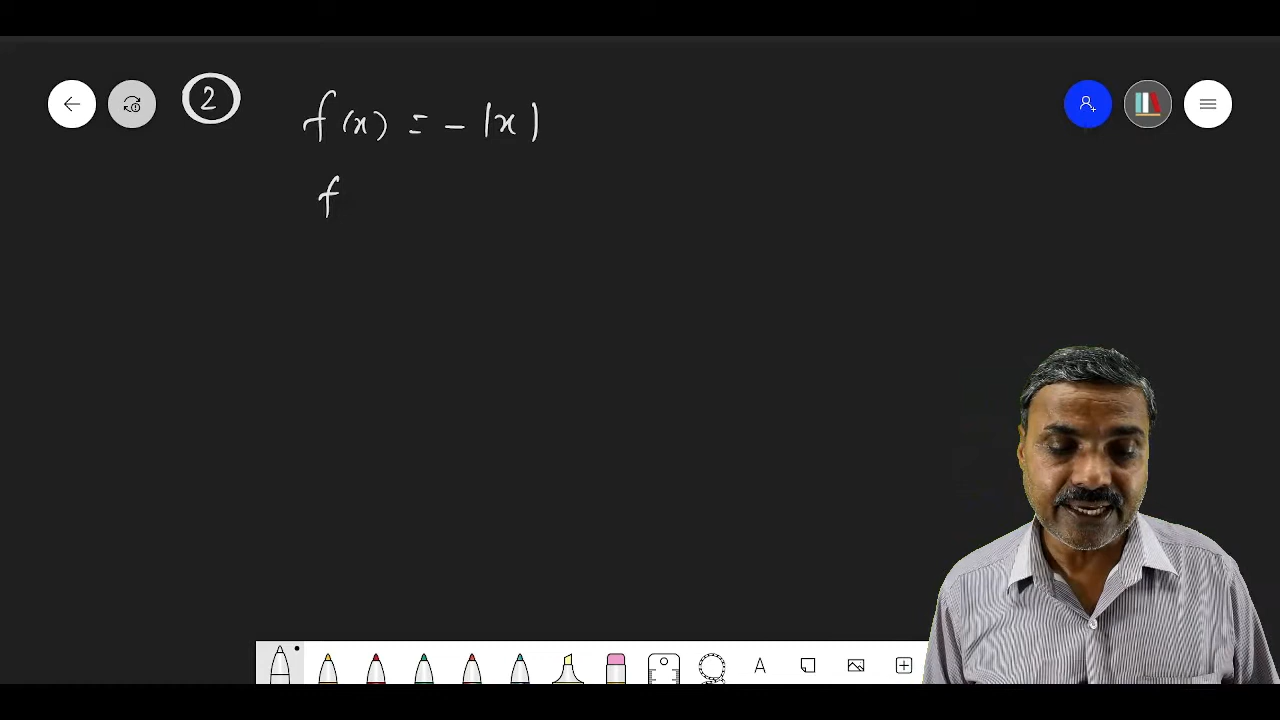 2 f(x) = - |x|
f
A